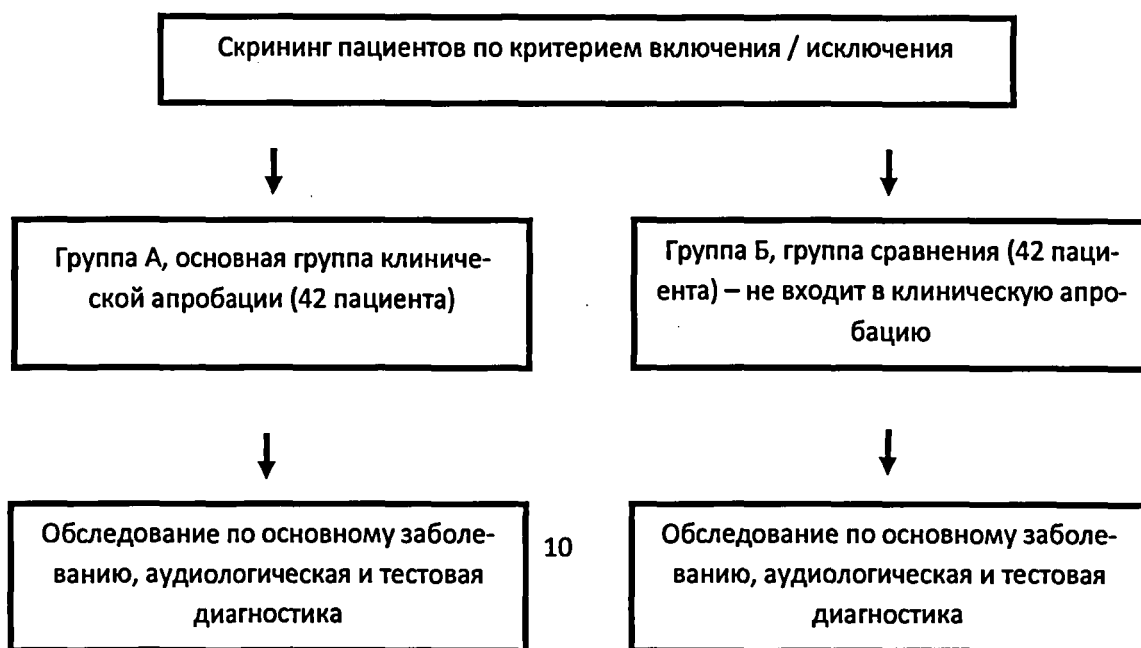 Скрининг пациентов по критерием включения / исключения
Группа А, основная группа клиниче-
ской апробации (42 пациента)
Группа Б, группа сравнения (42 паци-
ента) – не входит в клиническую апро-
бацию
Обследование по основному заболе-
ванию, аудиологическая и тестовая
диагностика
10
Обследование по основному заболе-
ванию, аудиологическая и тестовая
диагностика